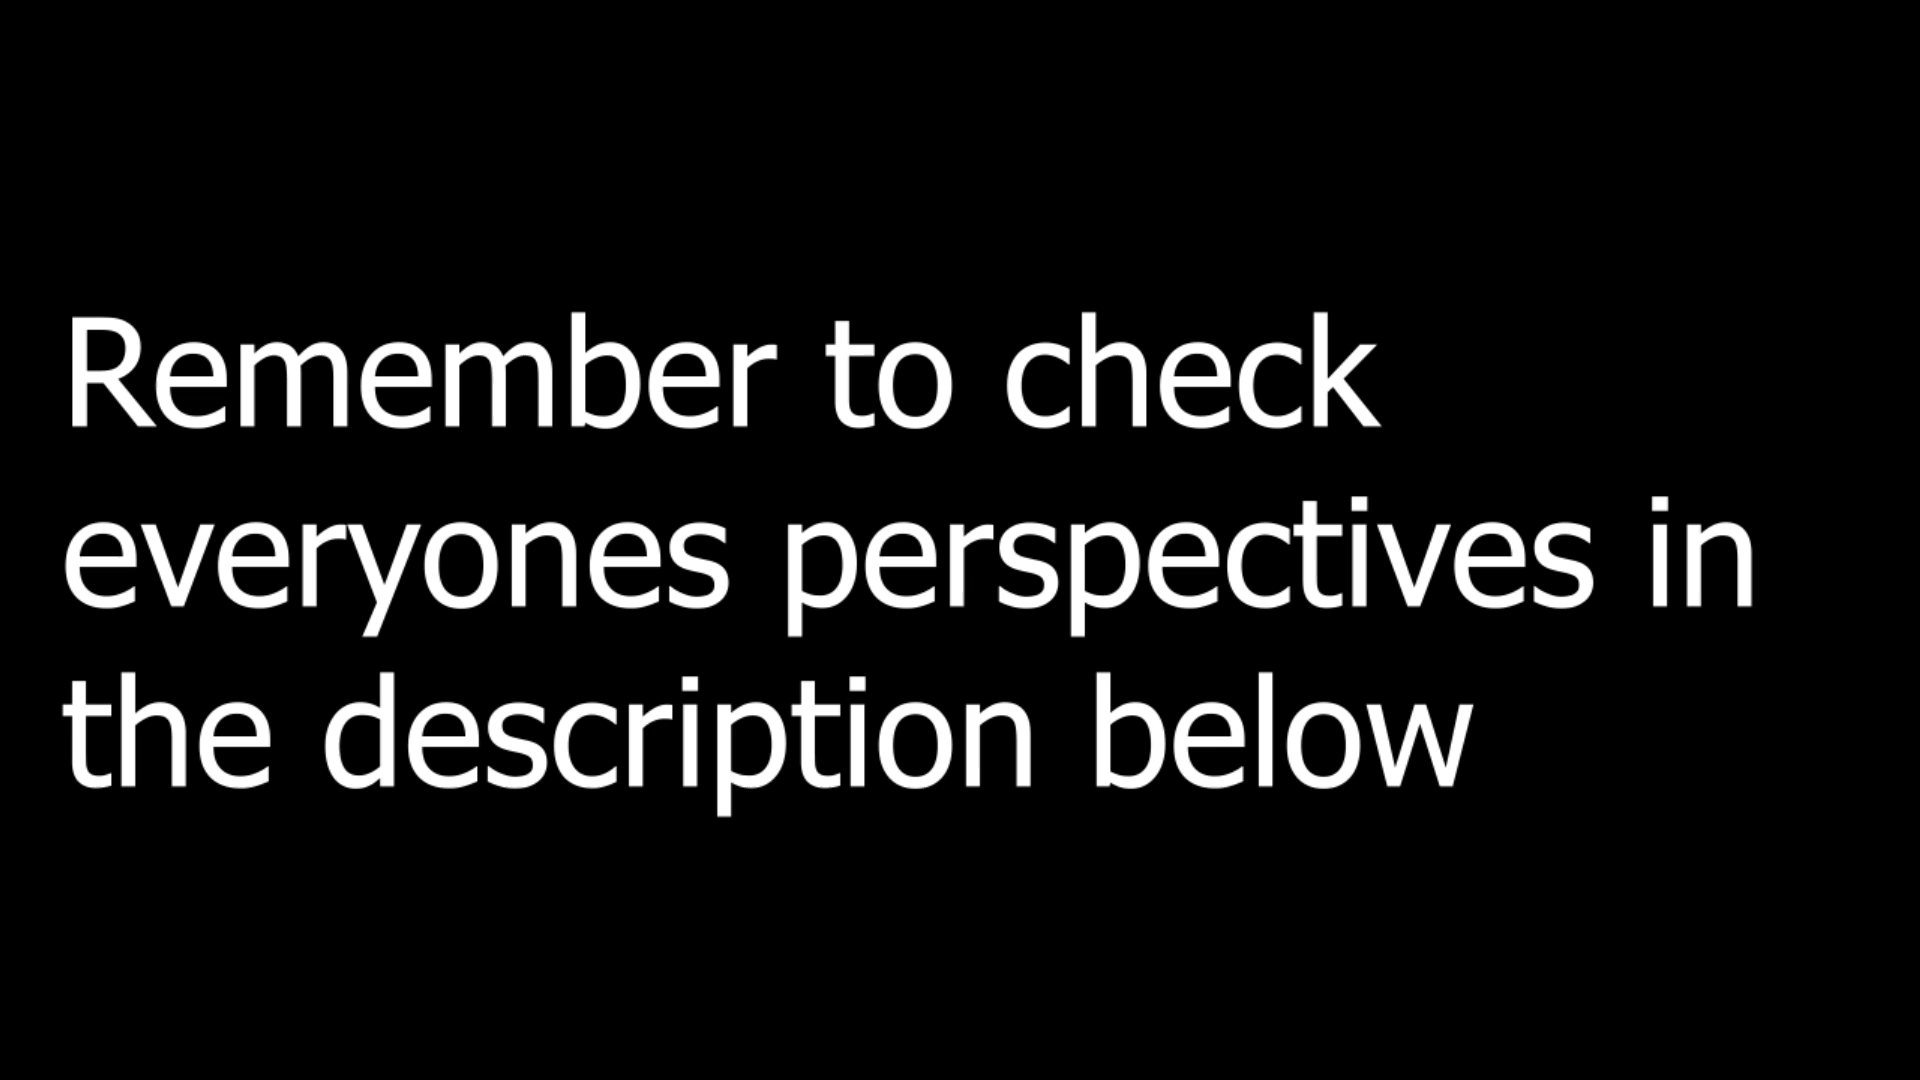 Remember to check
everyones perspectives in
the description below